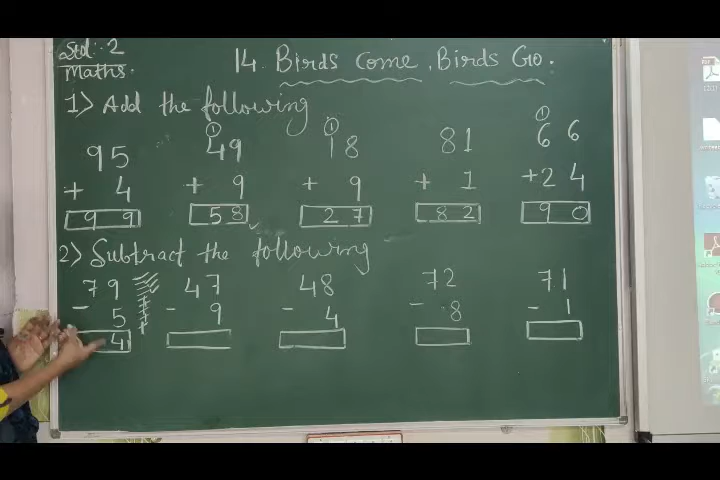 Std:- 2
Maths.
14. Birds Come, Birds Go.
1) Add the following
① ① ①
95 49 18 81 66
+ 4 + 9 + 9 + 1 +24
99 58 27 82 90
2) Subtract the following
79 47 48 72 71
- 5 - 9 - 4 - 8 - 1
4